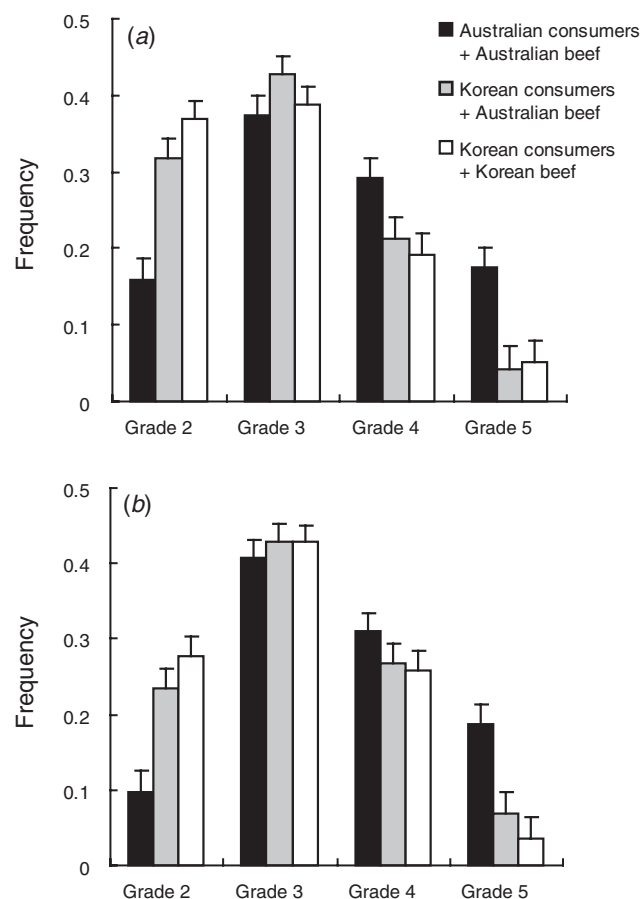 (a)
Australian consumers
+ Australian beef
Korean consumers
+ Australian beef
Korean consumers
+ Korean beef
Frequency
0.5
0.4
0.3
0.2
0.1
0
Grade 2 Grade 3 Grade 4 Grade 5
(b)
Frequency
0.5
0.4
0.3
0.2
0.1
0
Grade 2 Grade 3 Grade 4 Grade 5